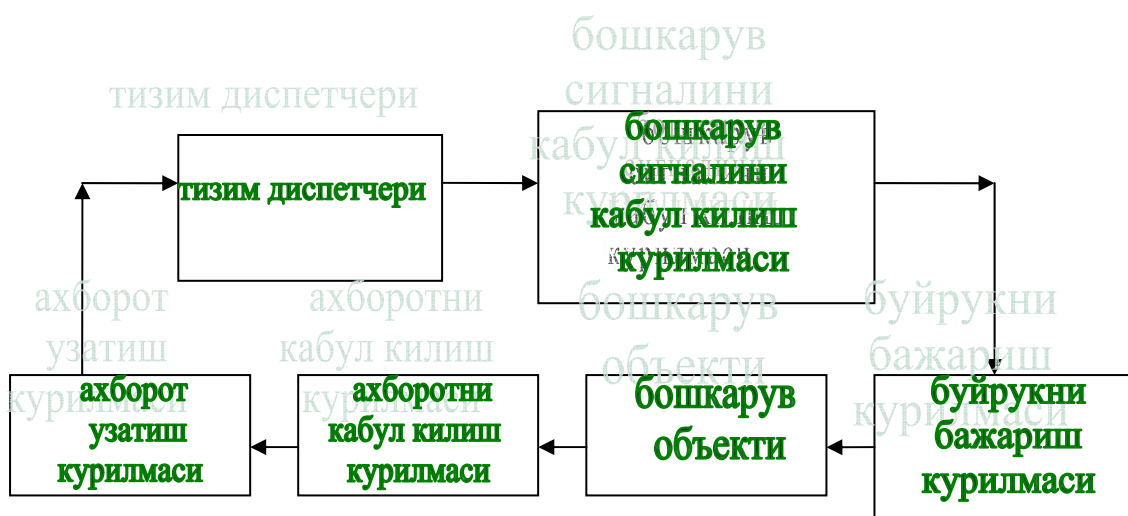 тизим диспетчери
бошкарув
сигналини
кабул килиш
курилмаси
ахборот
узатиш
курилмаси
ахборотни
кабул килиш
курилмаси
бошкарув
объекти
буйрукни
бажариш
курилмаси